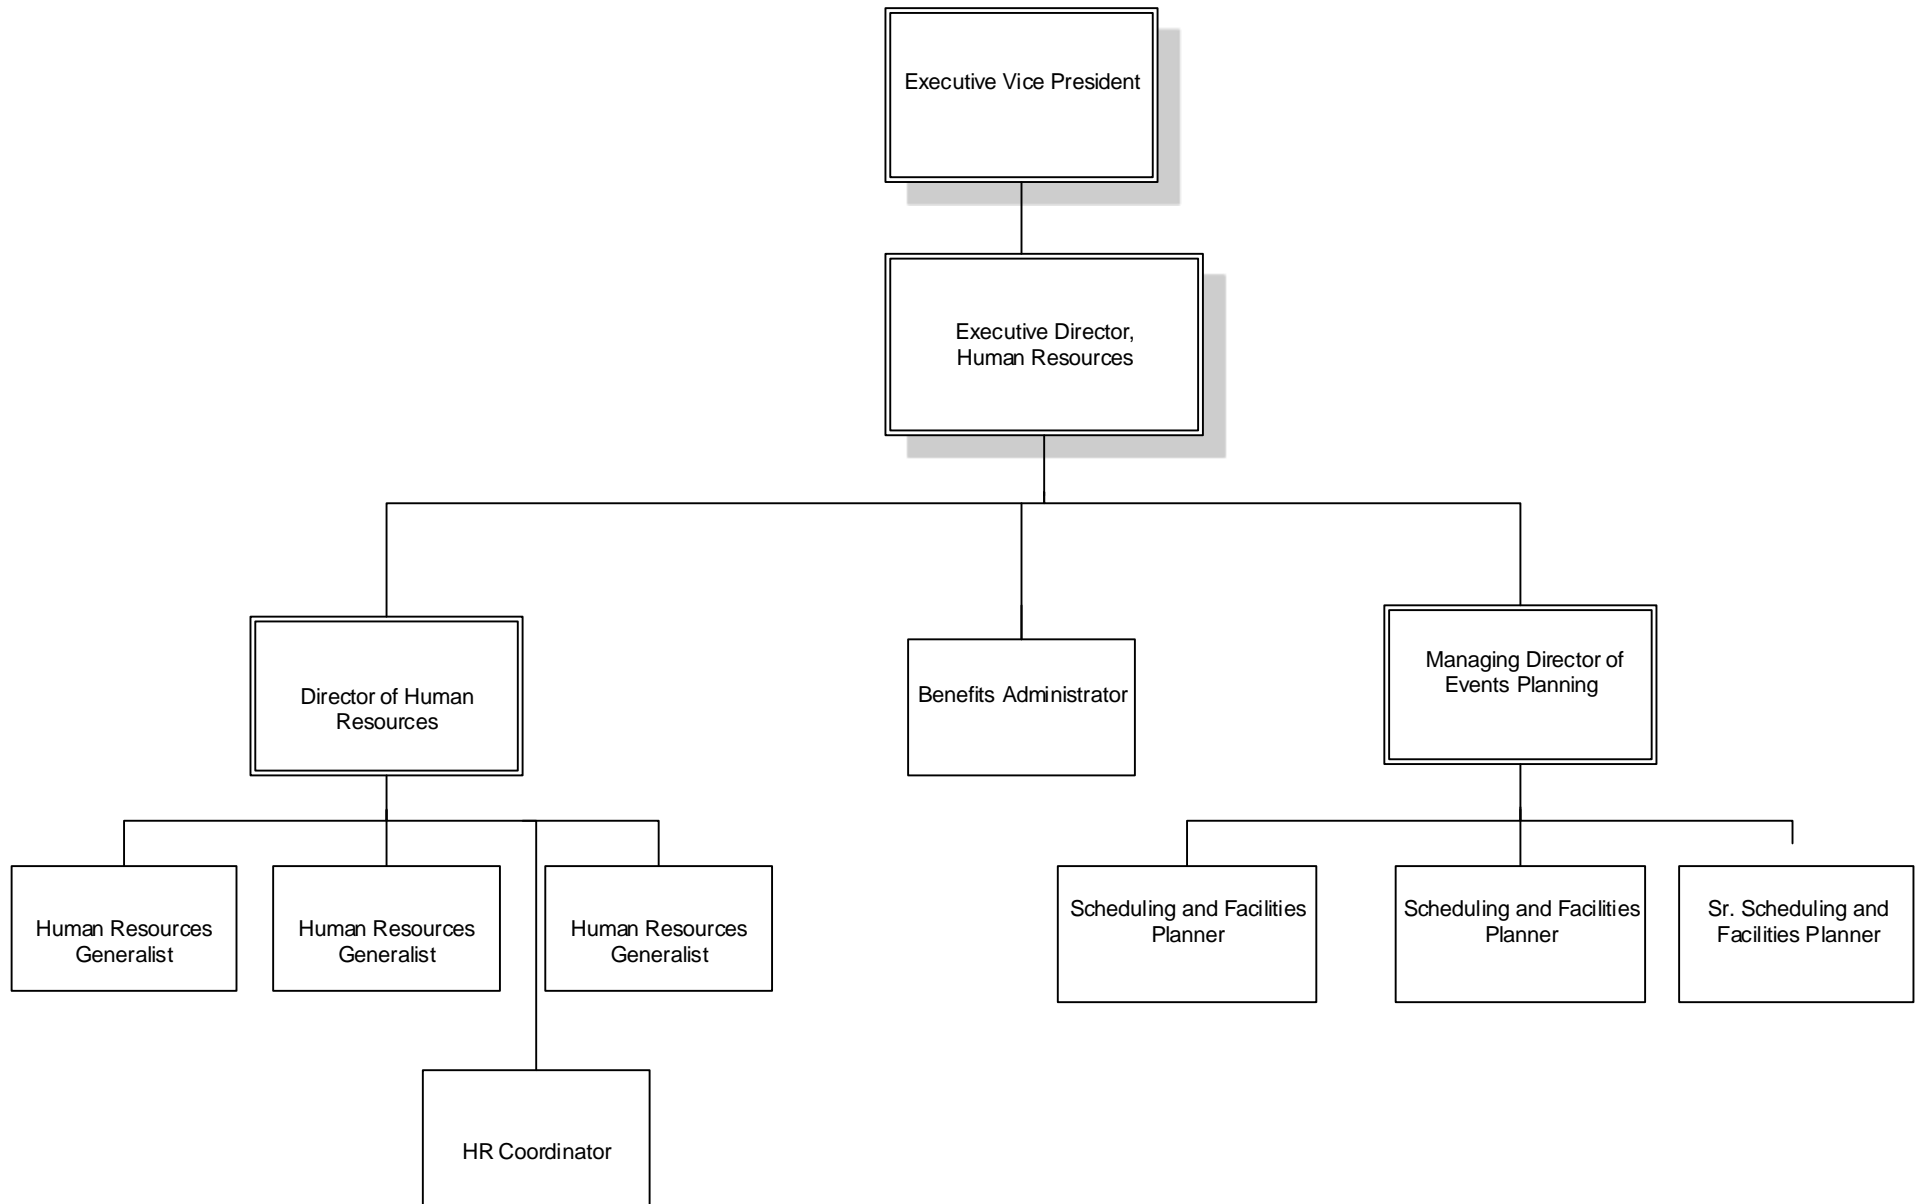 Executive Vice President
Executive Director,
Human Resources
Director of Human
Resources
Benefits Administrator
Managing Director of
Events Planning
Human Resources
Generalist
Human Resources
Generalist
Human Resources
Generalist
Scheduling and Facilities
Planner
Scheduling and Facilities
Planner
Sr. Scheduling and
Facilities Planner
HR Coordinator